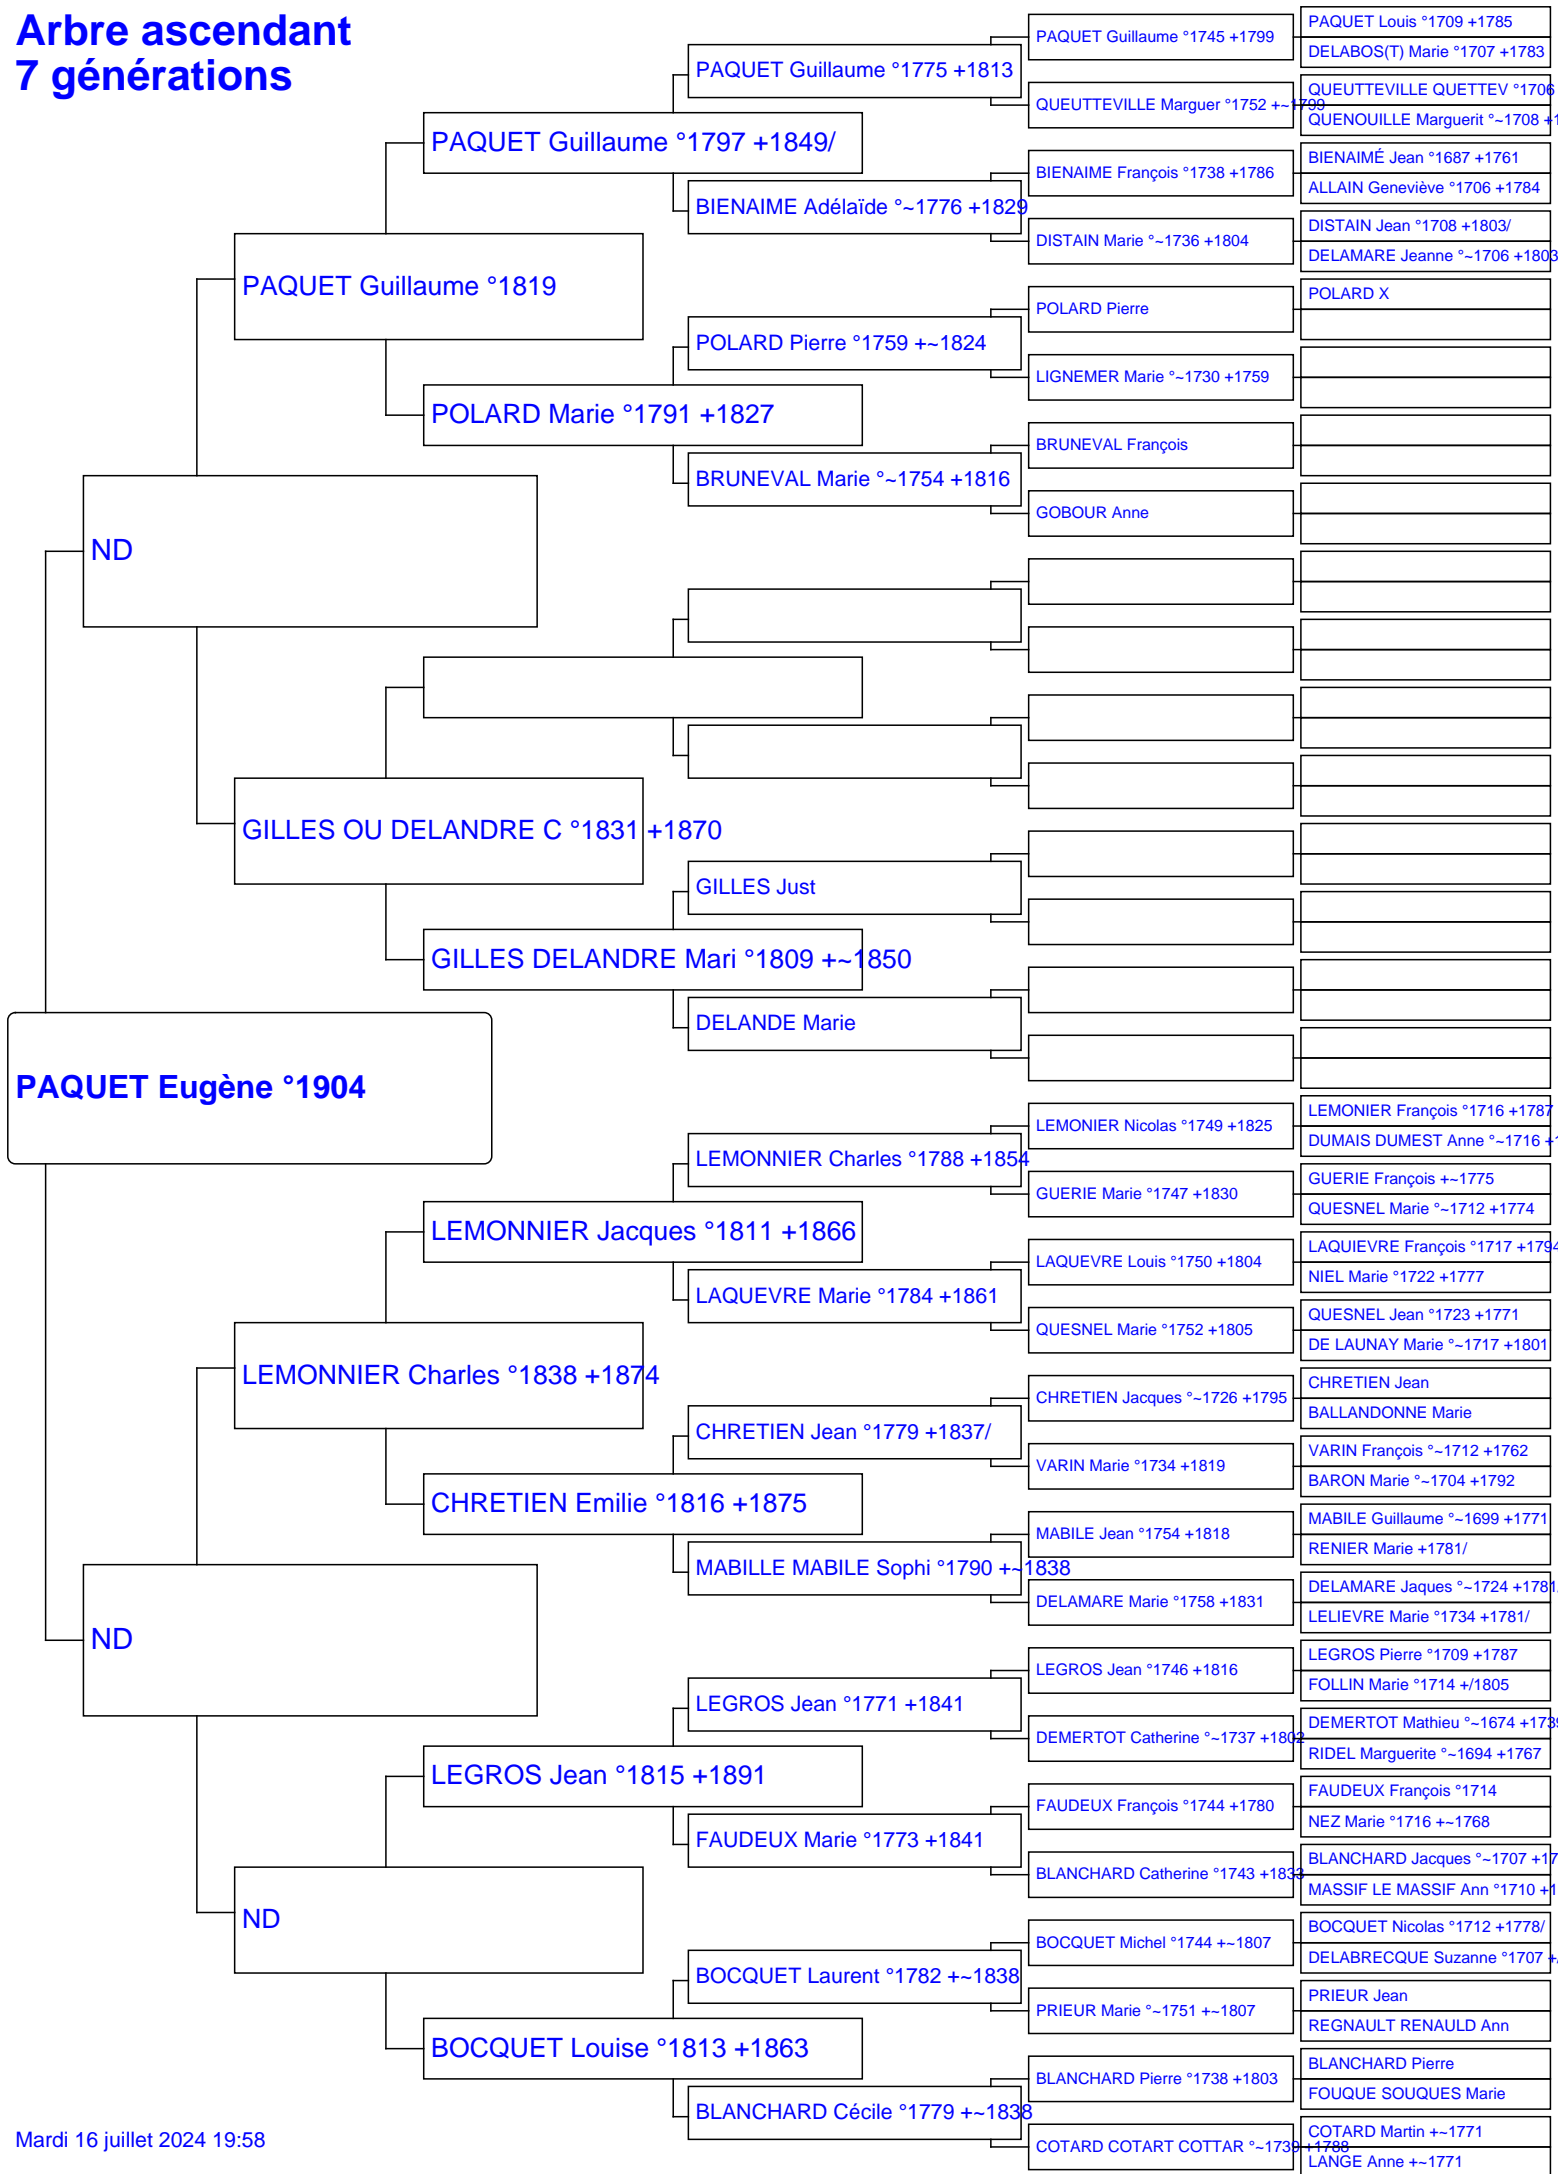 Arbre ascendant
7 générations
PAQUET Louis °1709 +1785
PAQUET Guillaume °1745 +1799
DELABOS(T) Marie °1707 +1783
PAQUET Guillaume °1775 +1813
QUEUTTEVILLE QUETTEV °1706
QUEUTTEVILLE Marguer °1752 +~1799
QUENOUILLE Marguerit °~1708 +1
PAQUET Guillaume °1797 +1849/
BIENAIMÉ Jean °1687 +1761
BIENAIME François °1738 +1786
ALLAIN Geneviève °1706 +1784
BIENAIME Adélaïde °~1776 +1829
DISTAIN Jean °1708 +1803/
DISTAIN Marie °~1736 +1804
DELAMARE Jeanne °~1706 +1803
PAQUET Guillaume °1819
POLARD X
POLARD Pierre
POLARD Pierre °1759 +~1824
LIGNEMER Marie °~1730 +1759
POLARD Marie °1791 +1827
BRUNEVAL François
BRUNEVAL Marie °~1754 +1816
GOBOUR Anne
ND
GILLES OU DELANDRE C °1831 +1870
GILLES Just
GILLES DELANDRE Mari °1809 +~1850
DELANDE Marie
PAQUET Eugène °1904
LEMONIER François °1716 +1787
LEMONIER Nicolas °1749 +1825
DUMAIS DUMEST Anne °~1716 +1
LEMONNIER Charles °1788 +1854
GUERIE François +~1775
GUERIE Marie °1747 +1830
QUESNEL Marie °~1712 +1774
LEMONNIER Jacques °1811 +1866
LAQUIEVRE François °1717 +1794
LAQUEVRE Louis °1750 +1804
NIEL Marie °1722 +1777
LAQUEVRE Marie °1784 +1861
QUESNEL Jean °1723 +1771
QUESNEL Marie °1752 +1805
DE LAUNAY Marie °~1717 +1801
LEMONNIER Charles °1838 +1874
CHRETIEN Jean
CHRETIEN Jacques °~1726 +1795
BALLANDONNE Marie
CHRETIEN Jean °1779 +1837/
VARIN François °~1712 +1762
VARIN Marie °1734 +1819
BARON Marie °~1704 +1792
CHRETIEN Emilie °1816 +1875
MABILE Guillaume °~1699 +1771
MABILE Jean °1754 +1818
RENIER Marie +1781/
MABILLE MABILE Sophi °1790 +~1838
DELAMARE Jaques °~1724 +1781/
DELAMARE Marie °1758 +1831
LELIEVRE Marie °1734 +1781/
ND
LEGROS Pierre °1709 +1787
LEGROS Jean °1746 +1816
FOLLIN Marie °1714 +/1805
LEGROS Jean °1771 +1841
DEMERTOT Mathieu °~1674 +1739
DEMERTOT Catherine °~1737 +1802
RIDEL Marguerite °~1694 +1767
LEGROS Jean °1815 +1891
FAUDEUX François °1714
FAUDEUX François °1744 +1780
NEZ Marie °1716 +~1768
FAUDEUX Marie °1773 +1841
BLANCHARD Jacques °~1707 +17
BLANCHARD Catherine °1743 +1833
MASSIF LE MASSIF Ann °1710 +1
ND
BOCQUET Nicolas °1712 +1778/
BOCQUET Michel °1744 +~1807
DELABRECQUE Suzanne °1707 +/
BOCQUET Laurent °1782 +~1838
PRIEUR Jean
PRIEUR Marie °~1751 +~1807
REGNAULT RENAULD Ann
BOCQUET Louise °1813 +1863
BLANCHARD Pierre
BLANCHARD Pierre °1738 +1803
FOUQUE SOUQUES Marie
BLANCHARD Cécile °1779 +~1838
COTARD Martin +~1771
COTARD COTART COTTAR °~1739 +1788
LANGE Anne +~1771
Mardi 16 juillet 2024 19:58